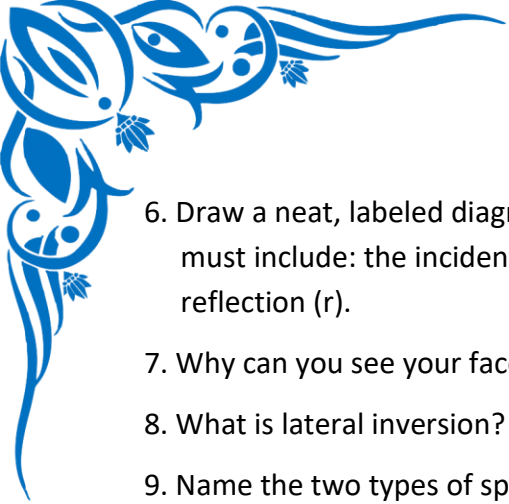 6. Draw a neat, labeled diagr
must include: the inciden
reflection (r).
7. Why can you see your fac
8. What is lateral inversion?
9. Name the two types of sp